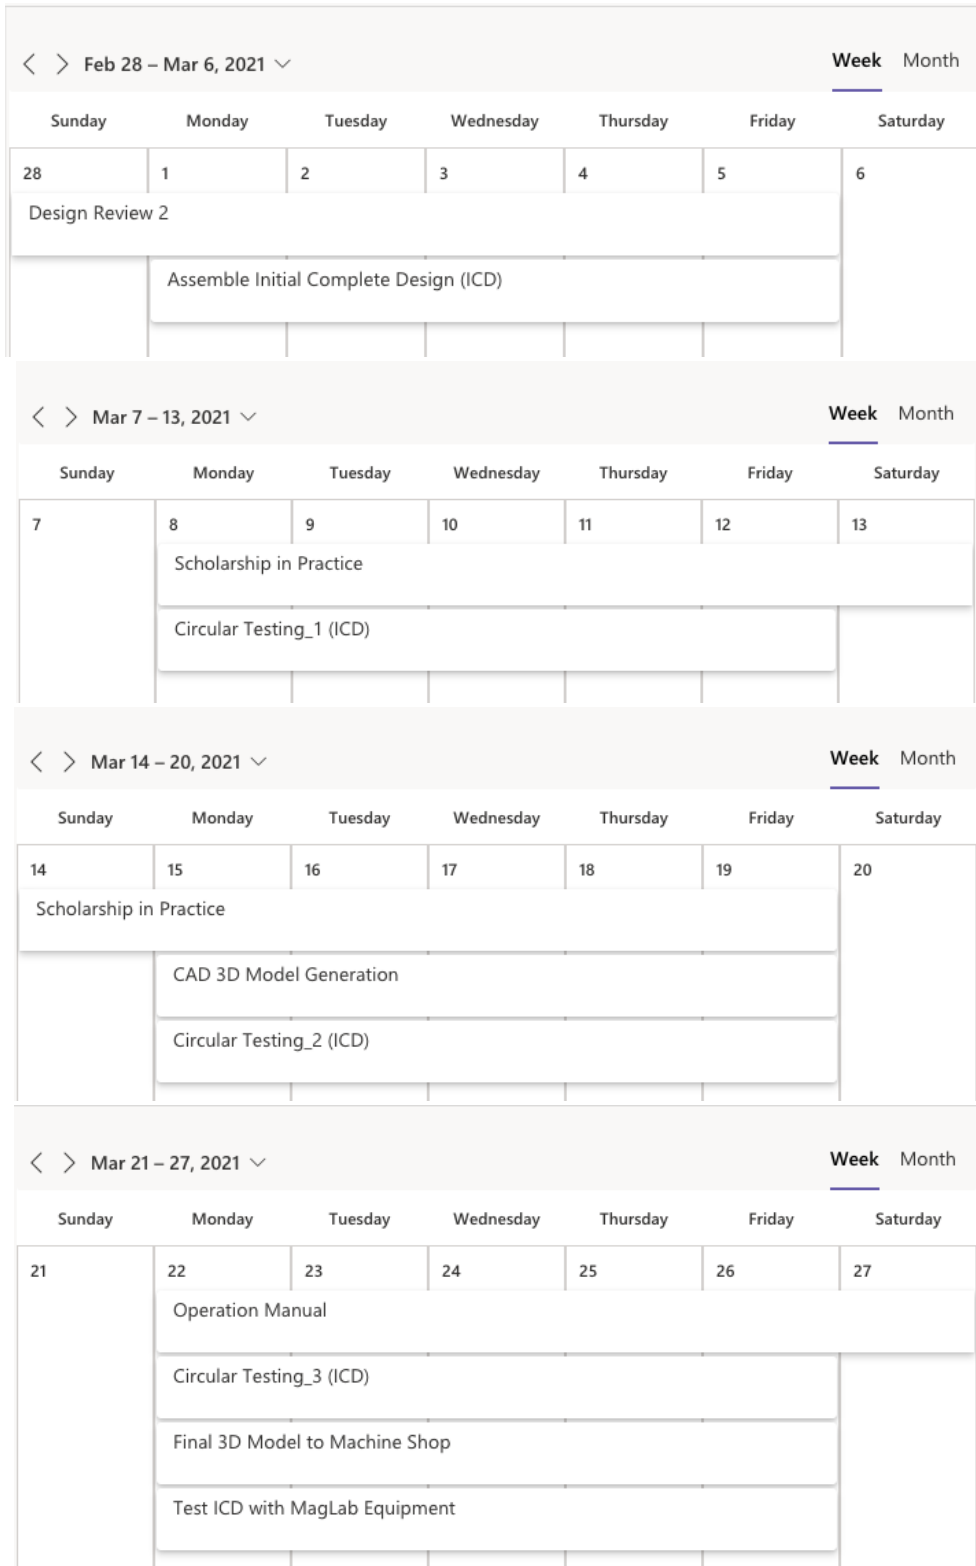 Feb 28 – Mar 6, 2021 Week Month
Sunday Monday Tuesday Wednesday Thursday Friday Saturday
28 1 2 3 4 5 6
Design Review 2
Assemble Initial Complete Design (ICD)
Mar 7 – 13, 2021 Week Month
Sunday Monday Tuesday Wednesday Thursday Friday Saturday
7 8 9 10 11 12 13
Scholarship in Practice
Circular Testing_1 (ICD)
Mar 14 – 20, 2021 Week Month
Sunday Monday Tuesday Wednesday Thursday Friday Saturday
14 15 16 17 18 19 20
Scholarship in Practice
CAD 3D Model Generation
Circular Testing_2 (ICD)
Mar 21 – 27, 2021 Week Month
Sunday Monday Tuesday Wednesday Thursday Friday Saturday
21 22 23 24 25 26 27
Operation Manual
Circular Testing_3 (ICD)
Final 3D Model to Machine Shop
Test ICD with MagLab Equipment